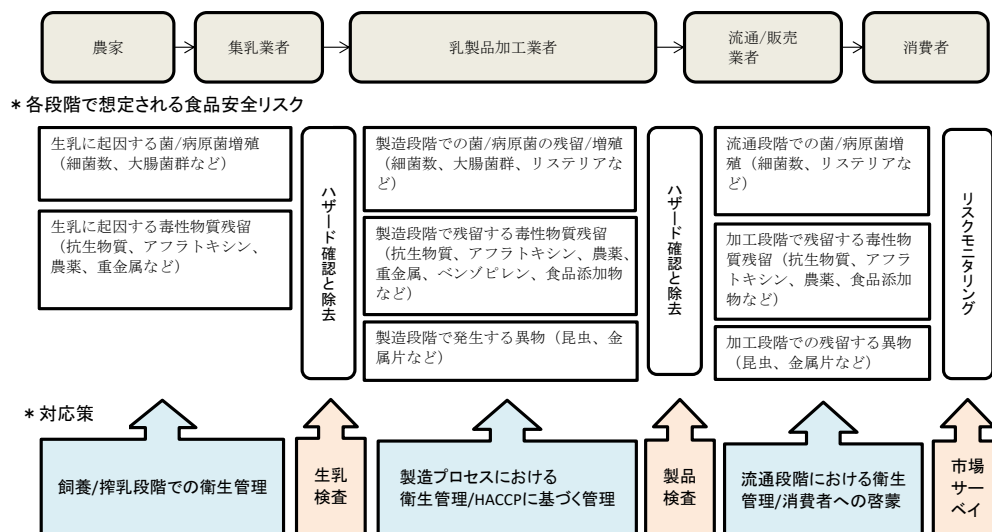 農家
集乳業者
乳製品加工業者
流通/販売
業者
消費者
＊各段階で想定される食品安全リスク
生乳に起因する菌/病原菌増殖
（細菌数、大腸菌群など）
生乳に起因する毒性物質残留
（抗生物質、アフラトキシン、
農薬、重金属など）
ハザード確認と除去
製造段階での菌/病原菌の残留/増殖
（細菌数、大腸菌群、リステリアな
ど）
製造段階で残留する毒性物質残留
（抗生物質、アフラトキシン、農薬、
重金属、ベンゾピレン、食品添加物
など）
製造段階で発生する異物（昆虫、金
属片など）
ハザード確認と除去
流通段階での菌/病原菌増
殖（細菌数、リステリアな
ど）
加工段階で残留する毒性物
質残留（抗生物質、アフラ
トキシン、農薬、食品添加
物など）
加工段階での残留する異物
（昆虫、金属片など）
リスクモニタリング
＊対応策
飼養/搾乳段階での衛生管理
生乳
検査
製造プロセスにおける
衛生管理/HACCPに基づく管理
製品
検査
流通段階における衛生
管理/消費者への啓蒙
市場
サー
ベイ